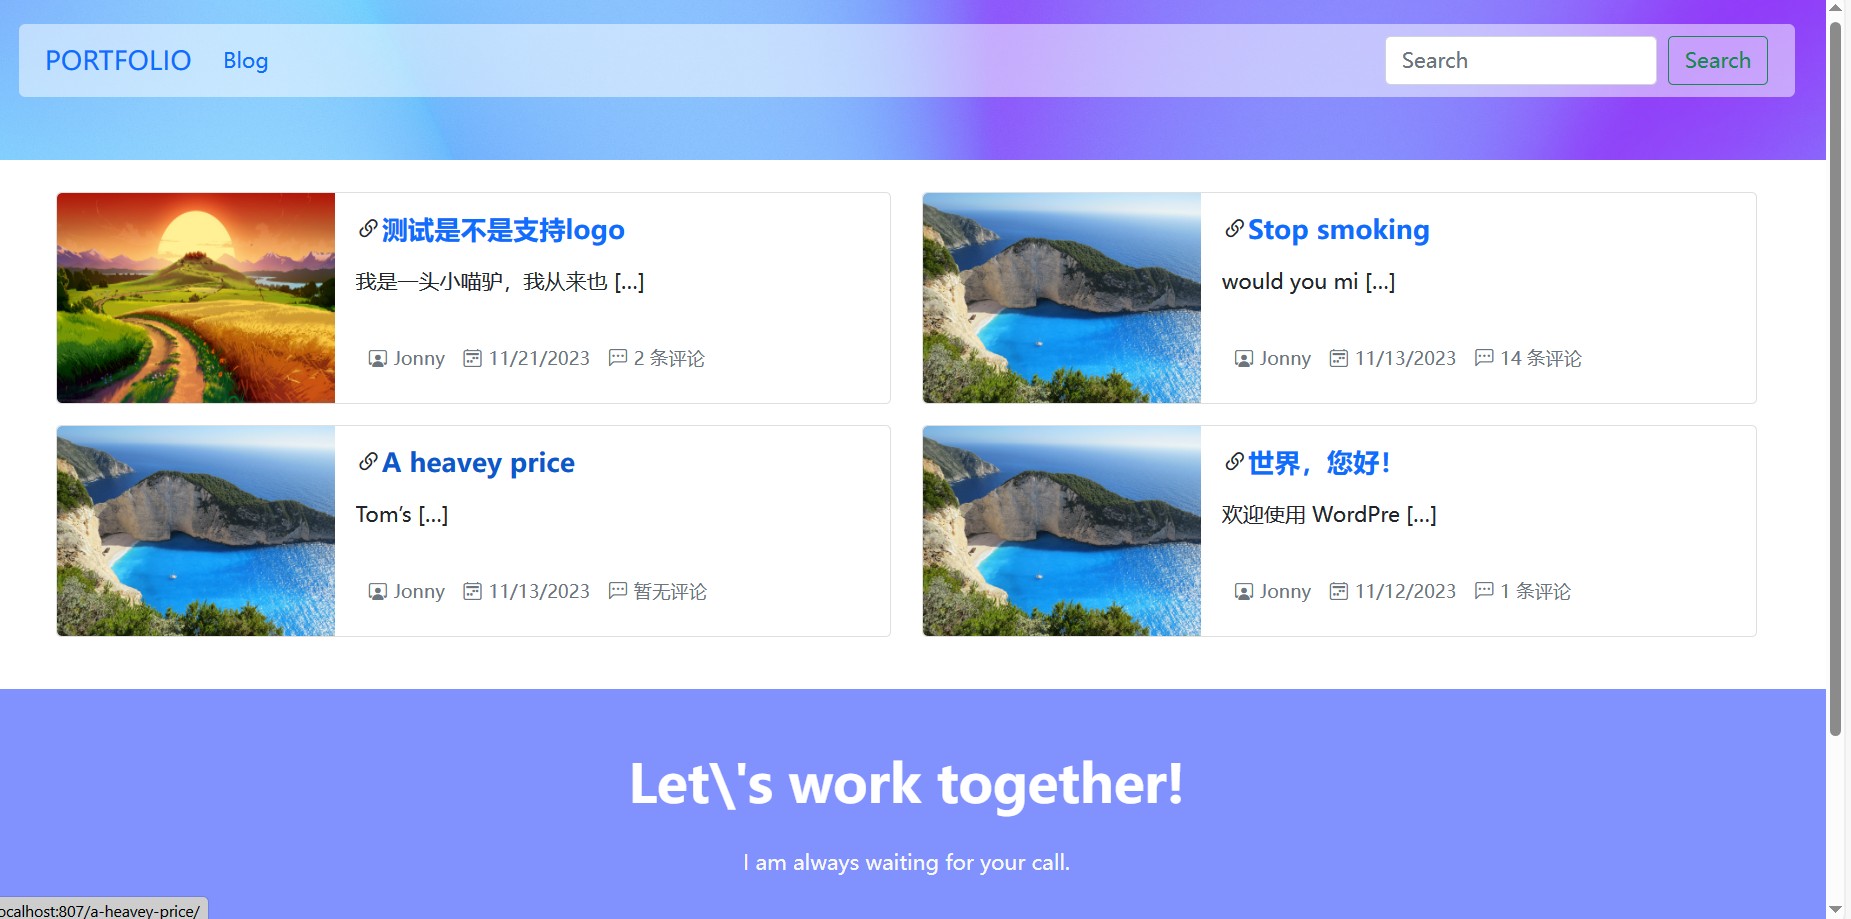 PORTFOLIO Blog Search Search
测试是不是支持logo
我是一头小喵驴，我从来也 [...]
Jonny 11/21/2023 2 条评论
Stop smoking
would you mi [...]
Jonny 11/13/2023 14 条评论
A heavey price
Tom’s [...]
Jonny 11/13/2023 暂无评论
世界，您好！
欢迎使用 WordPre [...]
Jonny 11/12/2023 1 条评论
Let\'s work together!
I am always waiting for your call.
ocalhost:807/a-heavey-price/